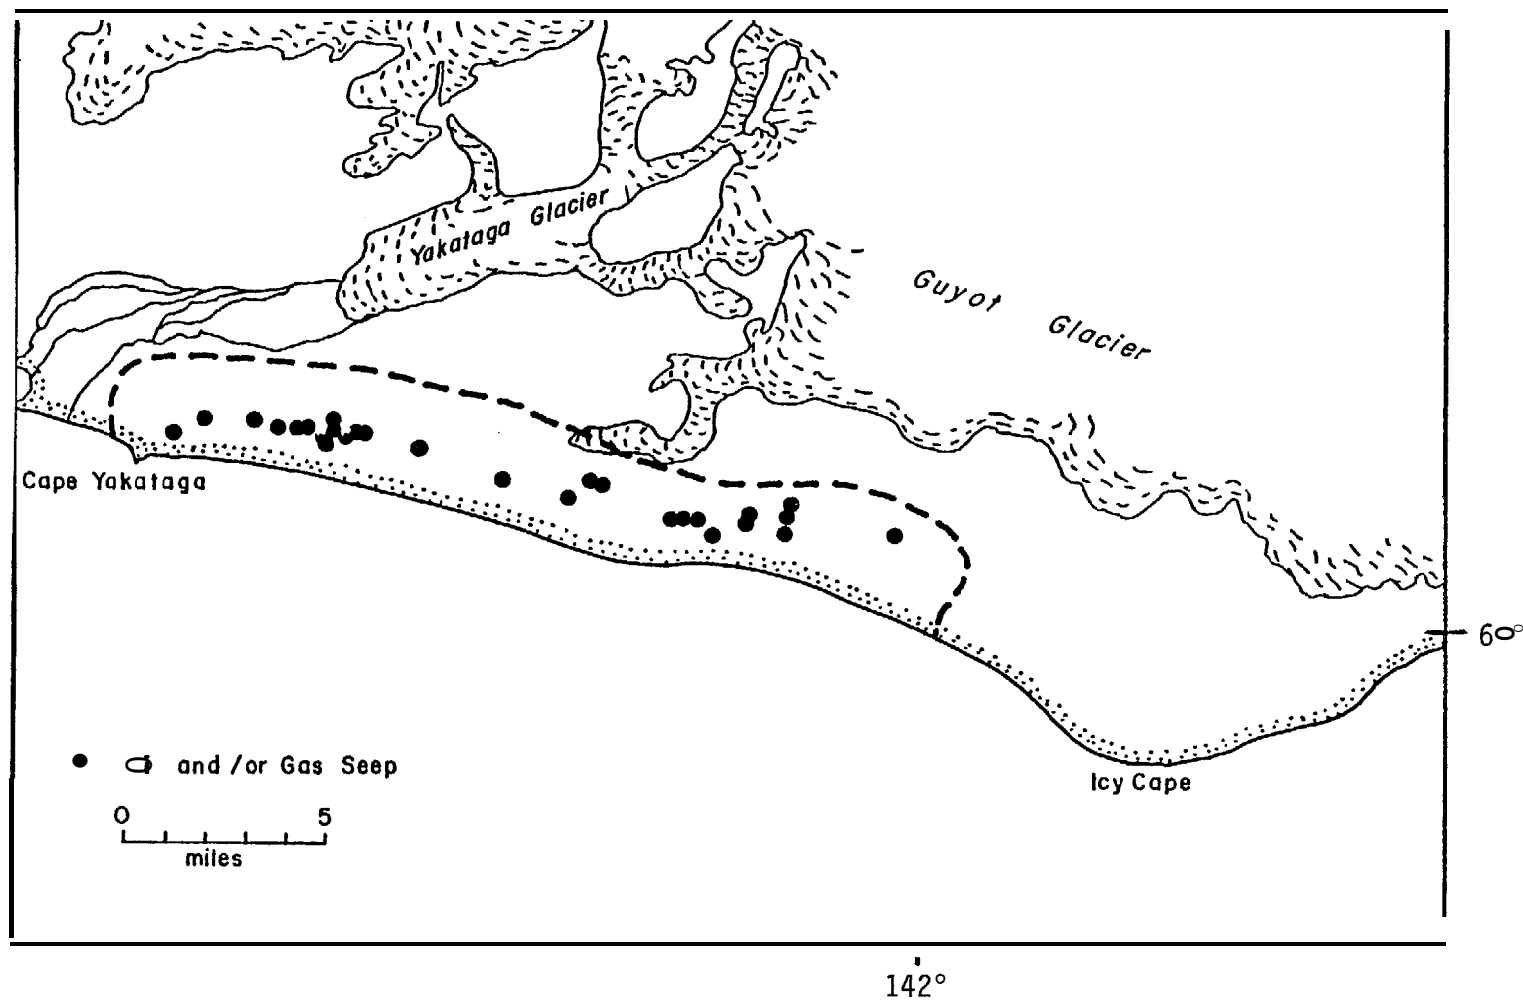 Yakataga Glacier
Guyot Glacier
Cape Yakataga
60°
and /or Gas Seep
Icy Cape
0 5
miles
142°